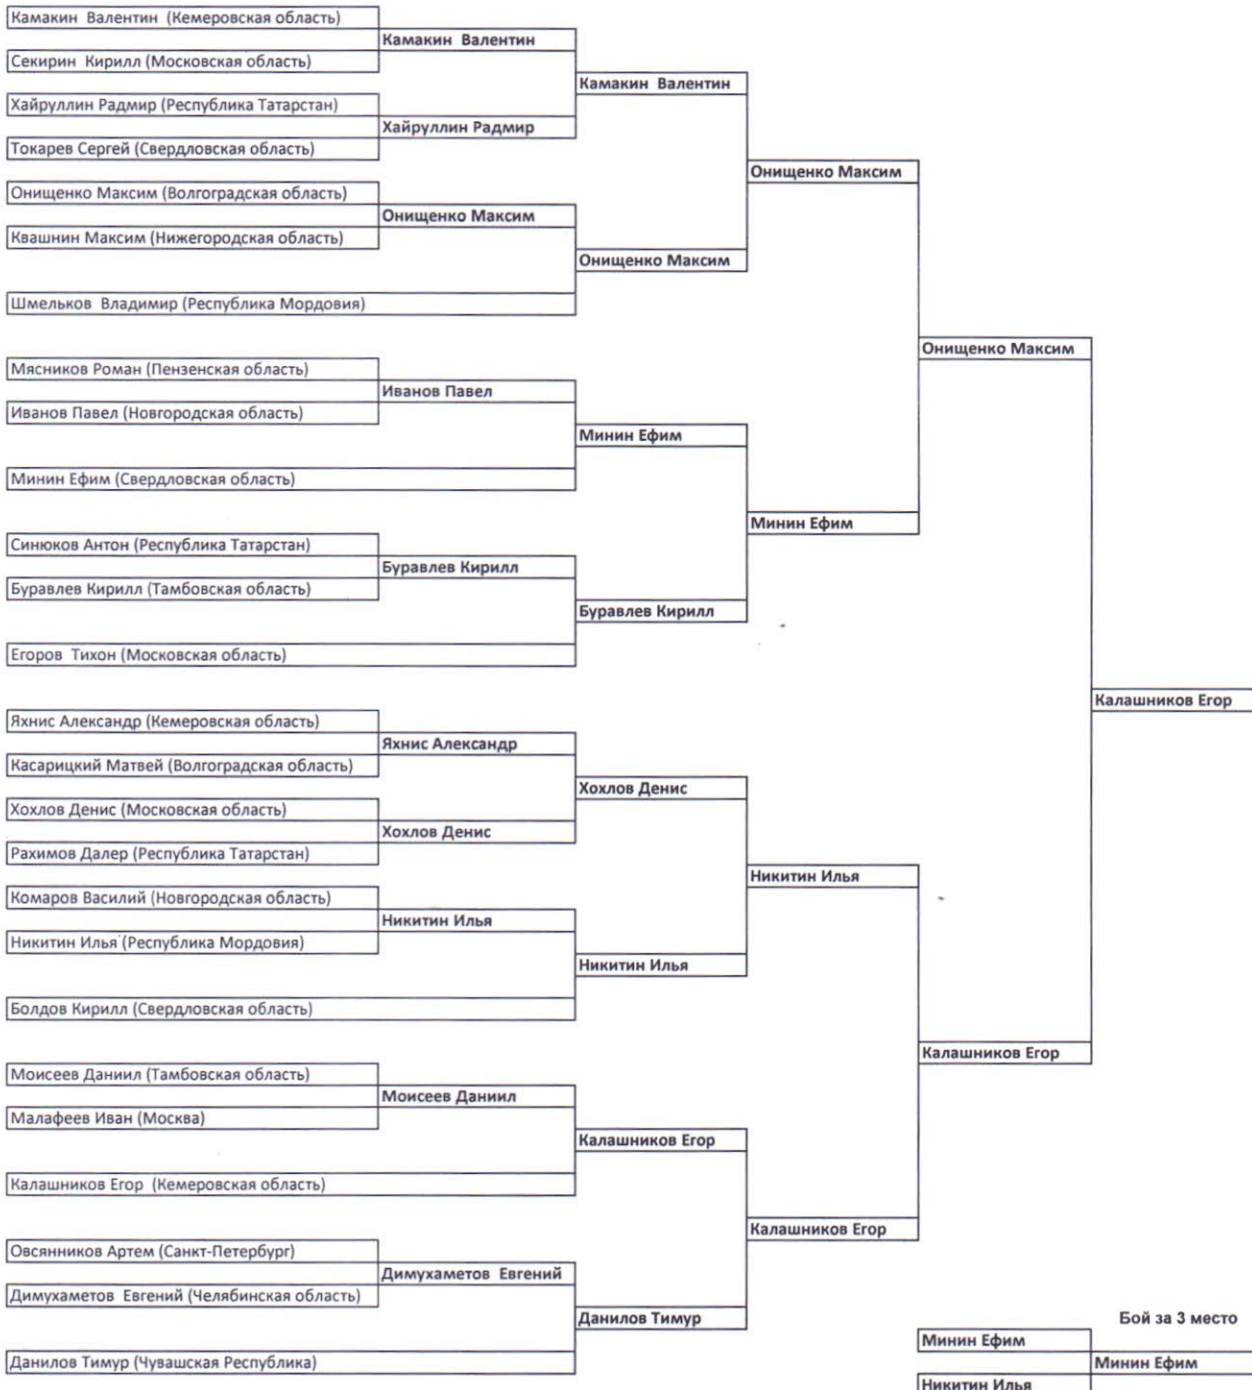 Камакин Валентин (Кемеровская область)
Камакин Валентин
Секирин Кирилл (Московская область)
Камакин Валентин
Хайруллин Радмир (Республика Татарстан)
Хайруллин Радмир
Токарев Сергей (Свердловская область)
Онищенко Максим
Онищенко Максим (Волгоградская область)
Онищенко Максим
Квашнин Максим (Нижегородская область)
Онищенко Максим
Шмельков Владимир (Республика Мордовия)
Онищенко Максим
Мясников Роман (Пензенская область)
Иванов Павел
Иванов Павел (Новгородская область)
Минин Ефим
Минин Ефим (Свердловская область)
Минин Ефим
Синюков Антон (Республика Татарстан)
Буравлев Кирилл
Буравлев Кирилл (Тамбовская область)
Буравлев Кирилл
Егоров Тихон (Московская область)
Калашников Егор
Яхнис Александр (Кемеровская область)
Яхнис Александр
Касарицкий Матвей (Волгоградская область)
Хохлов Денис
Хохлов Денис (Московская область)
Хохлов Денис
Рахимов Далер (Республика Татарстан)
Никитин Илья
Комаров Василий (Новгородская область)
Никитин Илья
Никитин Илья (Республика Мордовия)
Никитин Илья
Болдов Кирилл (Свердловская область)
Калашников Егор
Моисеев Даниил (Тамбовская область)
Моисеев Даниил
Малафеев Иван (Москва)
Калашников Егор
Калашников Егор (Кемеровская область)
Калашников Егор
Овсянников Артем (Санкт-Петербург)
Димухаметов Евгений
Димухаметов Евгений (Челябинская область)
Данилов Тимур
Бой за 3 место
Минин Ефим
Данилов Тимур (Чувашская Республика)
Минин Ефим
Никитин Илья